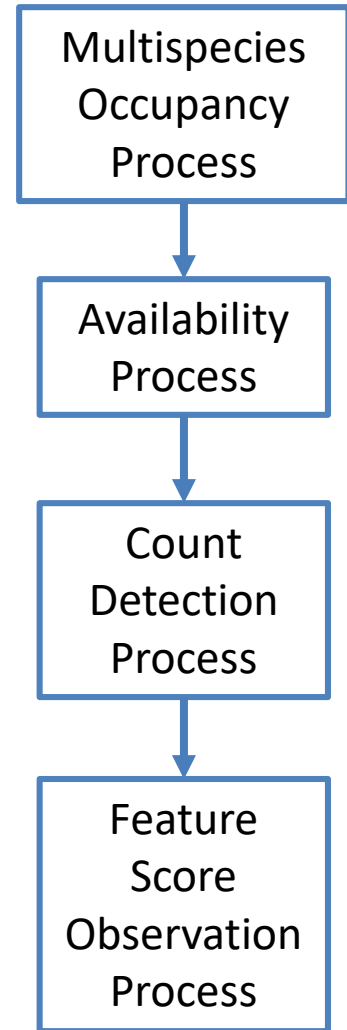 Multispecies
Occupancy
Process
Availability
Process
Count
Detection
Process
Feature
Score
Observation
Process